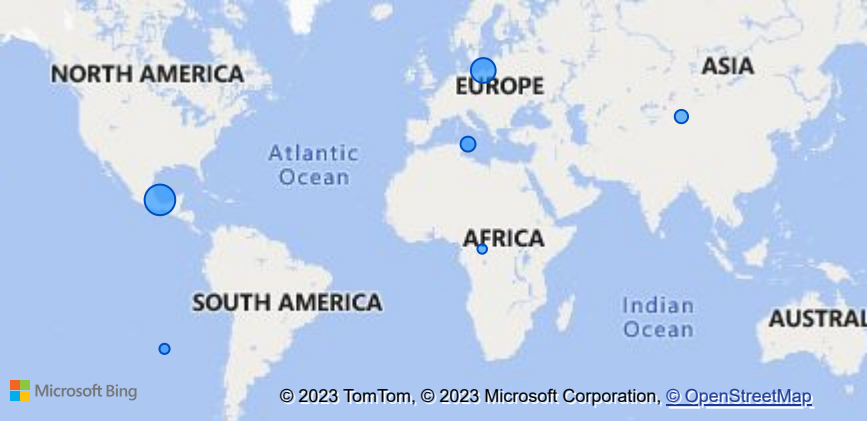 NORTH AMERICA
EUROPE
ASIA
Atlantic
Ocean
AFRICA
SOUTH AMERICA
Indian
Ocean
AUSTRAL
Microsoft Bing
© 2023 TomTom, © 2023 Microsoft Corporation, © OpenStreetMap